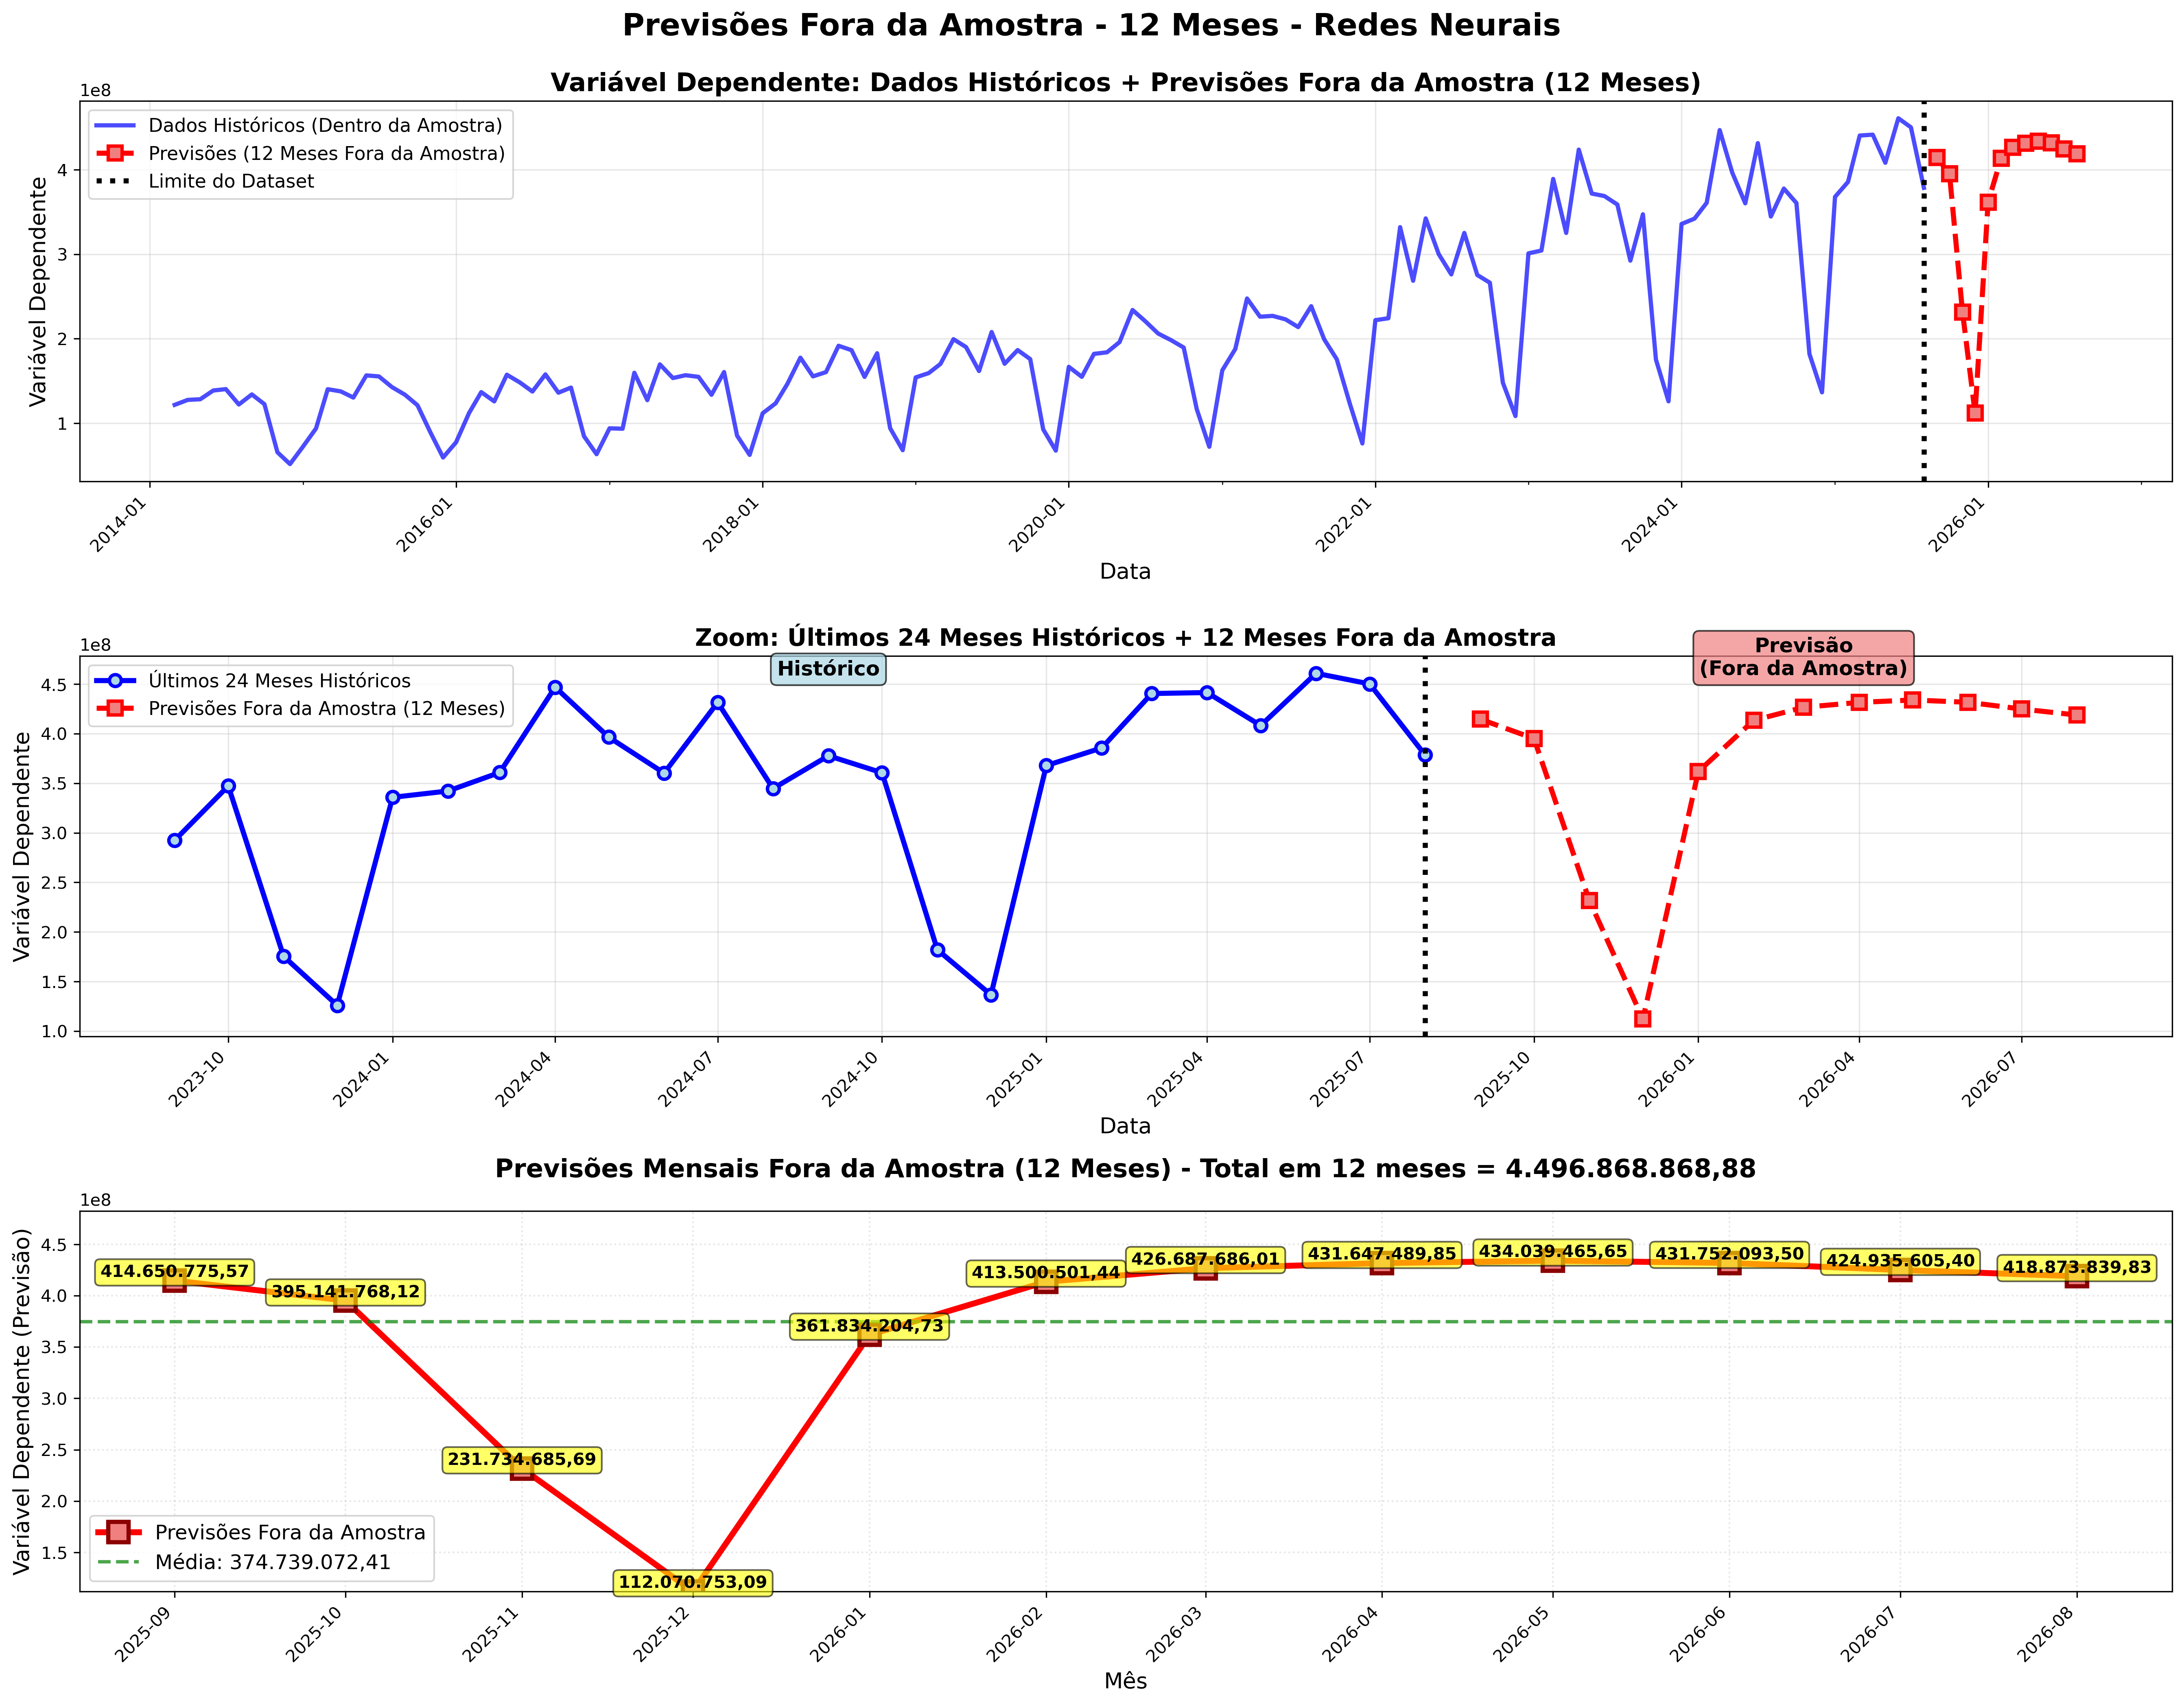 Previsões Fora da Amostra - 12 Meses - Redes Neurais
Variável Dependente: Dados Históricos + Previsões Fora da Amostra (12 Meses)
1e8
Dados Históricos (Dentro da Amostra)
Previsões (12 Meses Fora da Amostra)
Limite do Dataset
Variável Dependente
4
3
2
1
2014-01
2016-01
2018-01
2020-01
2022-01
2024-01
2026-01
Data
Zoom: Últimos 24 Meses Históricos + 12 Meses Fora da Amostra
1e8
Últimos 24 Meses Históricos
Previsões Fora da Amostra (12 Meses)
Histórico
Previsão
(Fora da Amostra)
Variável Dependente
4.5
4.0
3.5
3.0
2.5
2.0
1.5
1.0
2023-10
2024-01
2024-04
2024-07
2024-10
2025-01
2025-04
2025-07
2025-10
2026-01
2026-04
2026-07
Data
Previsões Mensais Fora da Amostra (12 Meses) - Total em 12 meses = 4.496.868.868,88
1e8
Variável Dependente (Previsão)
4.5
4.0
3.5
3.0
2.5
2.0
1.5
414.650.775,57
395.141.768,12
231.734.685,69
112.070.753,09
361.834.204,73
413.500.501,44
426.687.686,01
431.647.489,85
434.039.465,65
431.752.093,50
424.935.605,40
418.873.839,83
Previsões Fora da Amostra
Média: 374.739.072,41
2025-09
2025-10
2025-11
2025-12
2026-01
2026-02
2026-03
2026-04
2026-05
2026-06
2026-07
2026-08
Mês